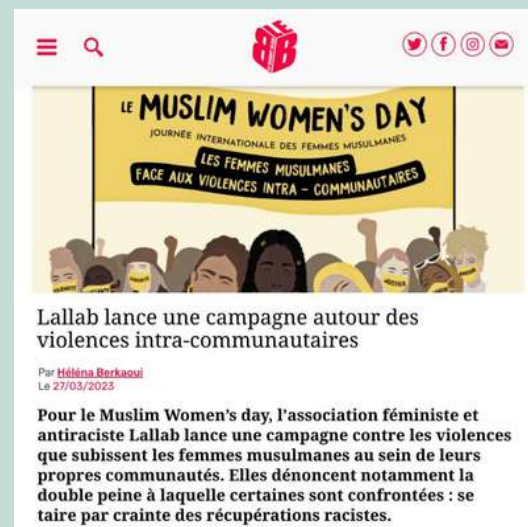 LE BB
LE MUSLIM WOMEN'S DAY
JOURNÉE INTERNATIONALE DES FEMMES MUSULMANES
LES FEMMES MUSULMANES
FACE AUX VIOLENCES INTRA - COMMUNAUTAIRES
Lallab lance une campagne autour des
violences intra-communautaires
Par Héléna Berkaoui
Le 27/03/2023
Pour le Muslim Women's day, l'association féministe et
antiraciste Lallab lance une campagne contre les violences
que subissent les femmes musulmanes au sein de leurs
propres communautés. Elles dénoncent notamment la
double peine à laquelle certaines sont confrontées : se
taire par crainte des récupérations racistes.